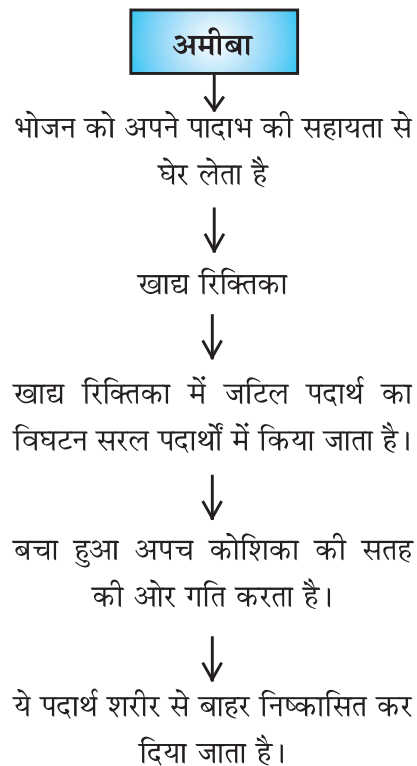 अमीबा
भोजन को अपने पादाभ की सहायता से
घेर लेता है
खाद्य रिक्तिका
खाद्य रिक्तिका में जटिल पदार्थ का
विघटन सरल पदार्थों में किया जाता है।
बचा हुआ अपच कोशिका की सतह
की ओर गति करता है।
ये पदार्थ शरीर से बाहर निष्कासित कर
दिया जाता है।